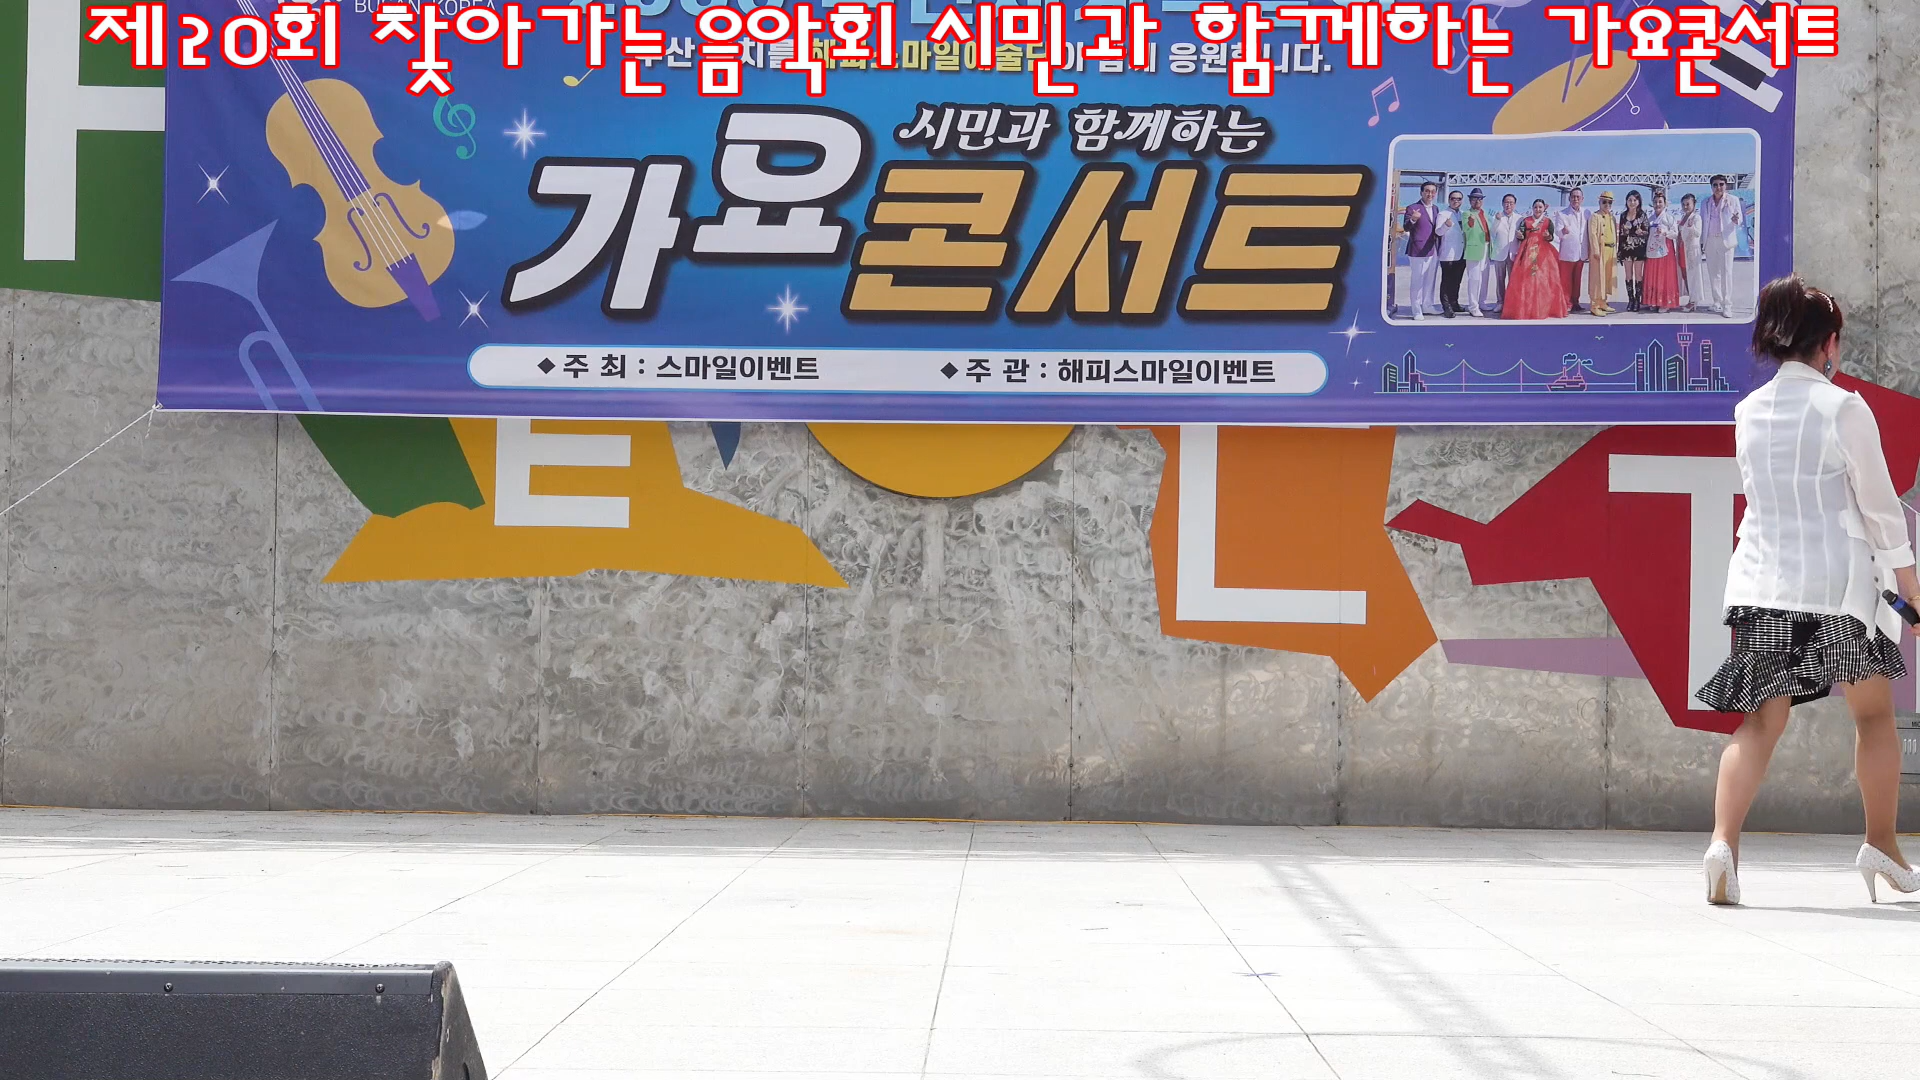 제20회 찾아가는음악회 시민과 함께하는 가요콘서트
BUSAN, KOREA
시민과 함께하는
가요콘서트
◆주 최 : 스마일이벤트 ◆주 관 : 해피스마일이벤트
H
E
L
T